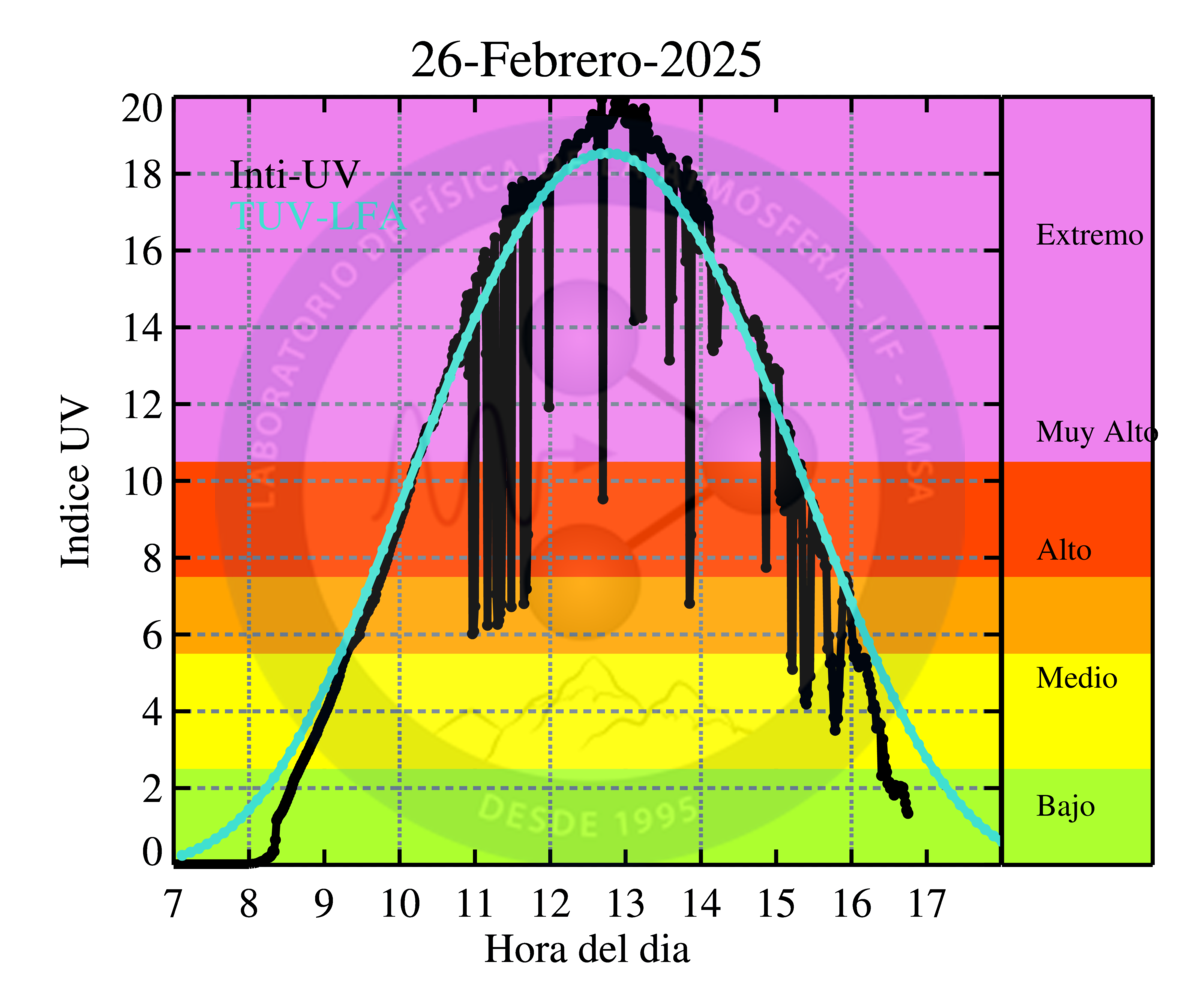 26-Febrero-2025
Inti-UV
TUV-LFA
Indice UV
20
18
16
14
12
10
8
6
4
2
0
Extremo
Muy Alto
Alto
Medio
Bajo
7 8 9 10 11 12 13 14 15 16 17
Hora del dia
LABORATORIO DE FÍSICA DE LA ATMÓSFERA - IIF - UMSA
DESDE 1995